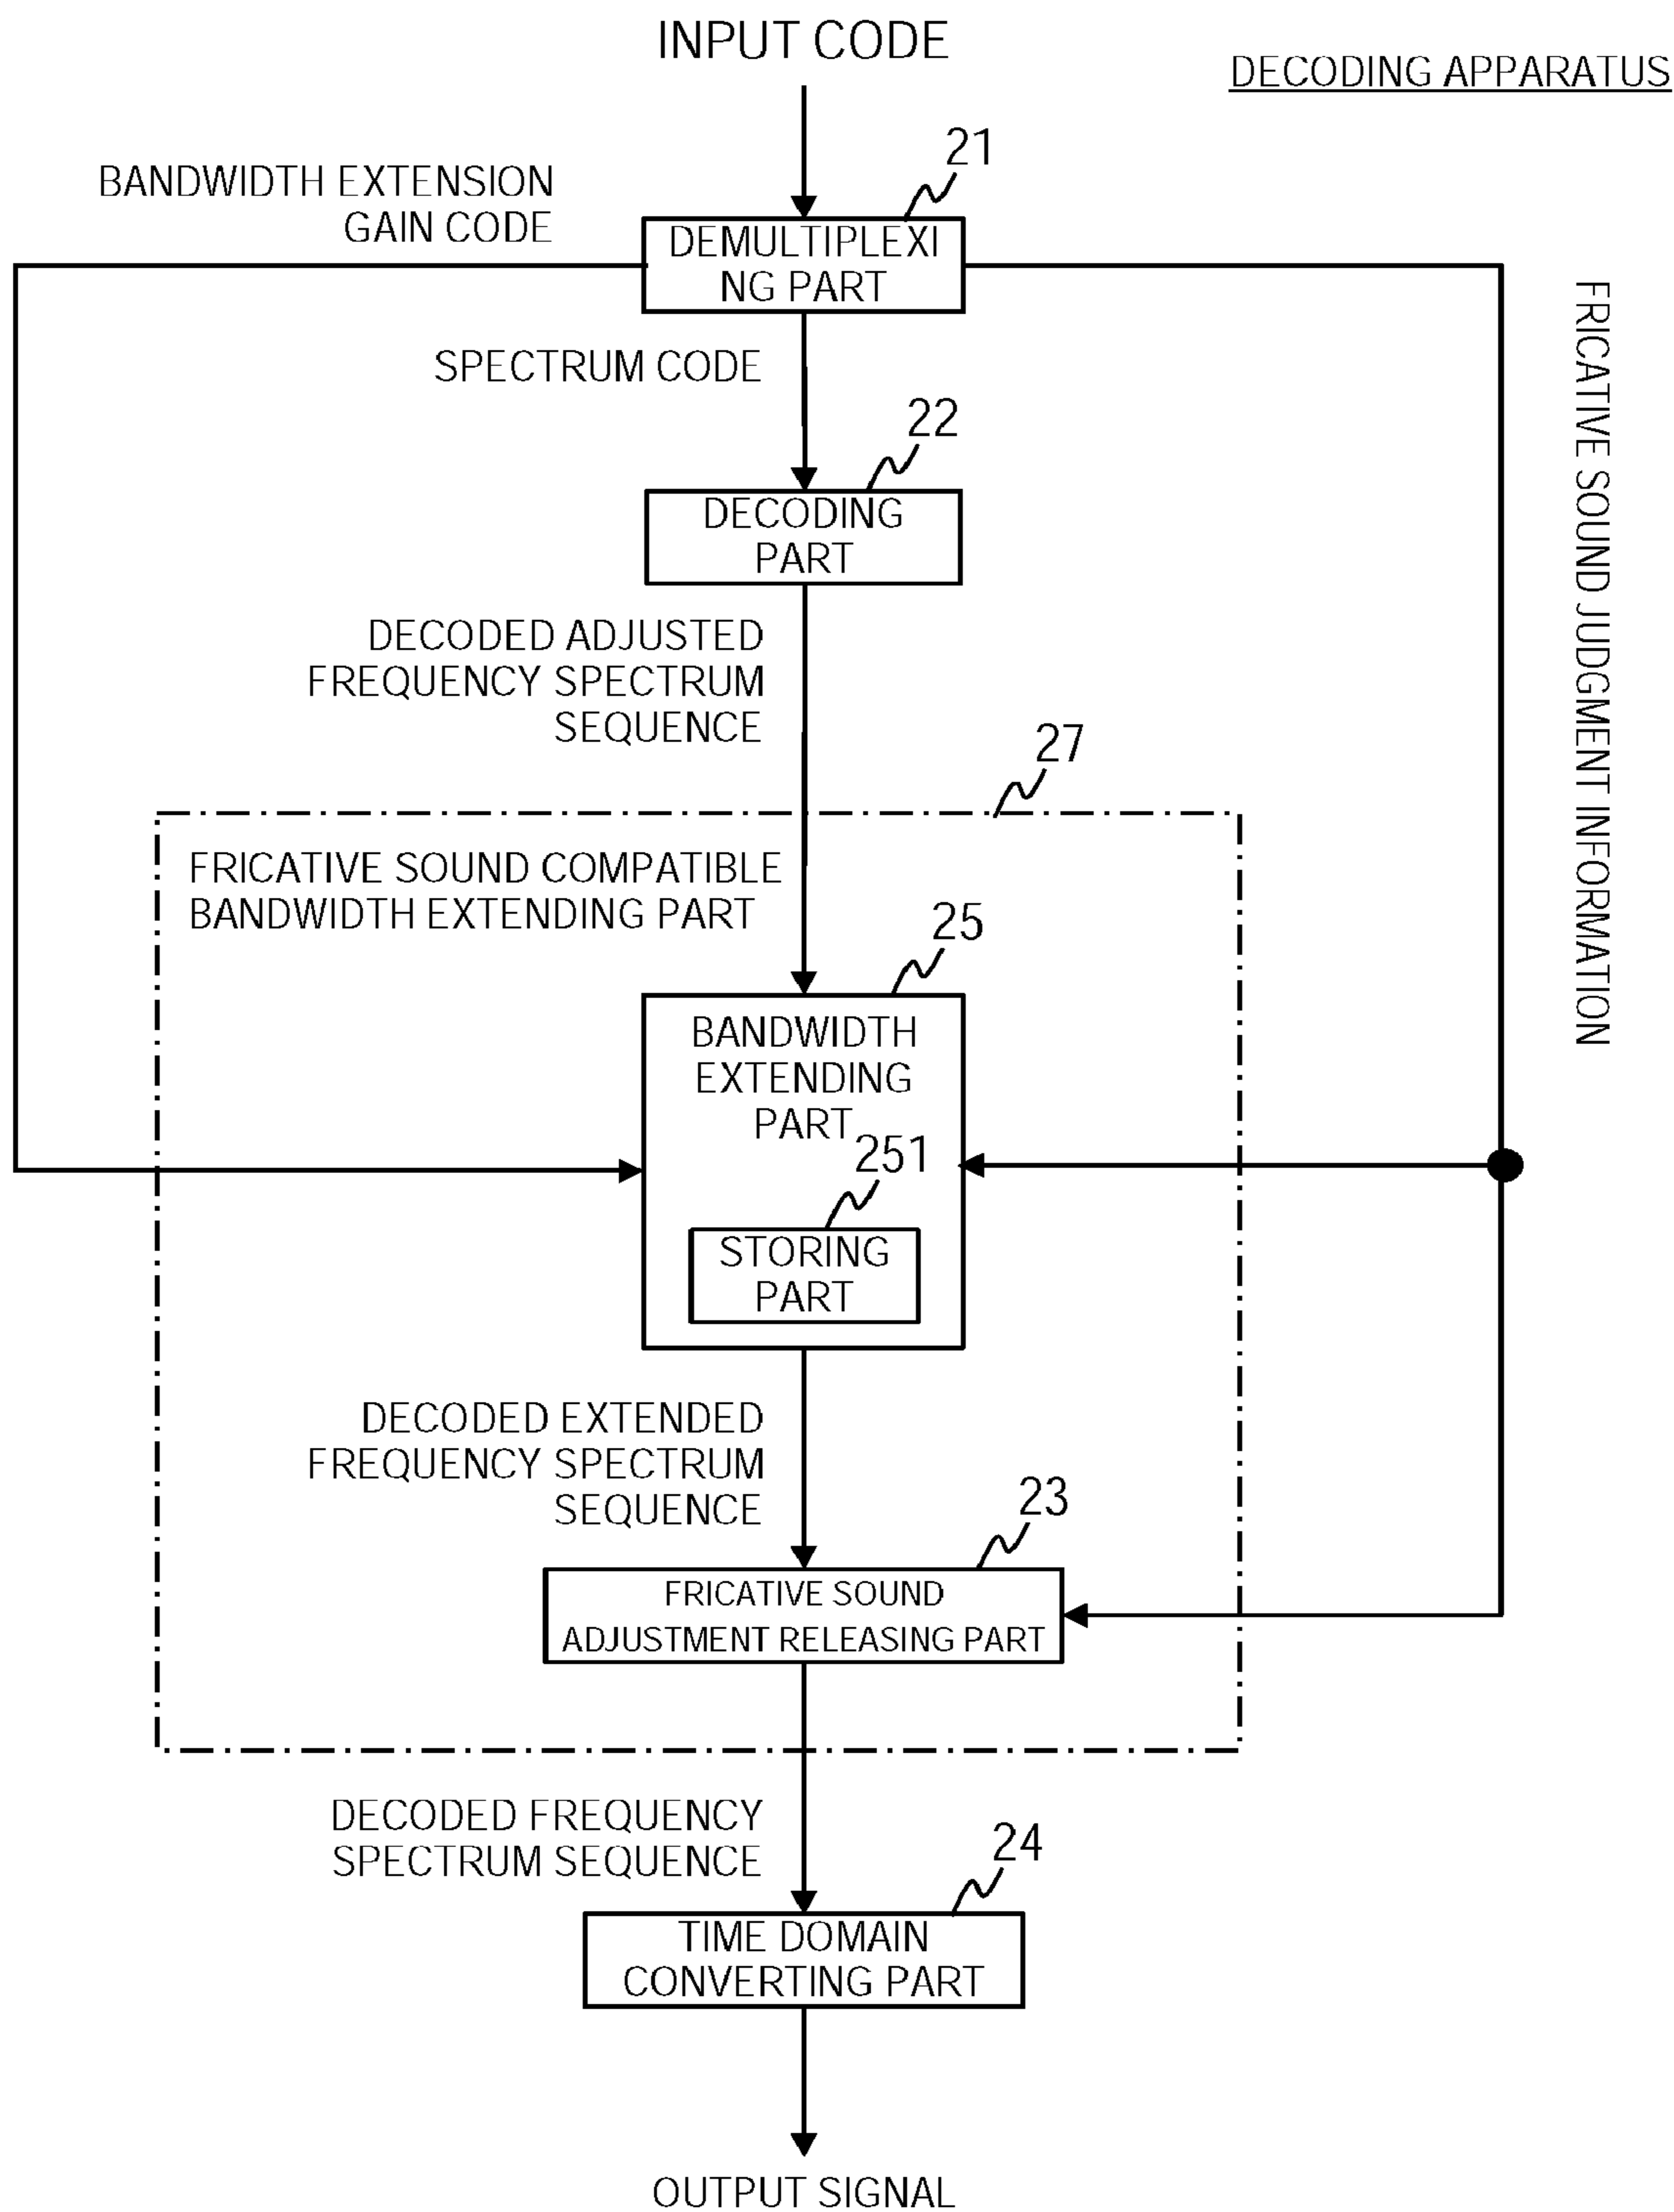 INPUT CODE
DECODING APPARATUS
21
BANDWIDTH EXTENSION
GAIN CODE
DEMULTIPLEXI
NG PART
FRICATIVE SOUND JUDGMENT INFORMATION
SPECTRUM CODE
22
DECODING
PART
DECODED ADJUSTED
FREQUENCY SPECTRUM
SEQUENCE
27
FRICATIVE SOUND COMPATIBLE
BANDWIDTH EXTENDING PART
25
BANDWIDTH
EXTENDING
PART
251
STORING
PART
DECODED EXTENDED
FREQUENCY SPECTRUM
SEQUENCE
23
FRICATIVE SOUND
ADJUSTMENT RELEASING PART
DECODED FREQUENCY
SPECTRUM SEQUENCE
24
TIME DOMAIN
CONVERTING PART
OUTPUT SIGNAL